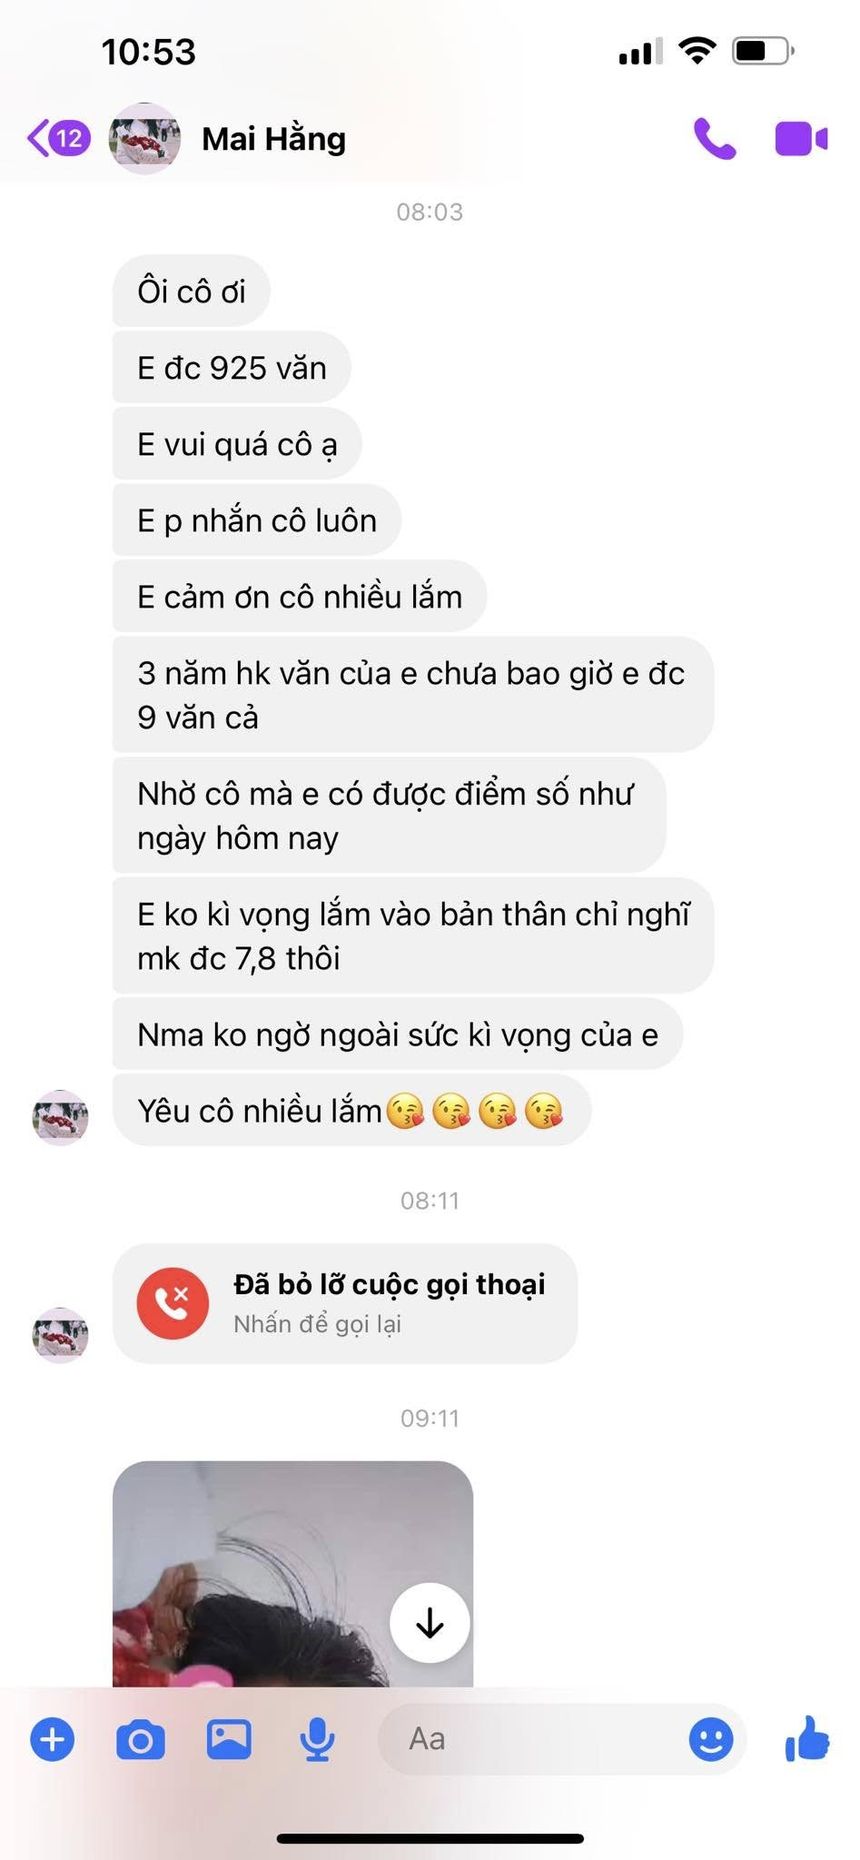 10:53
12
Mai Hằng
08:03
Ôi cô ơi
E đc 925 văn
E vui quá cô ạ
E p nhắn cô luôn
E cảm ơn cô nhiều lắm
3 năm hk văn của e chưa bao giờ e đc
9 văn cả
Nhờ cô mà e có được điểm số như
ngày hôm nay
E ko kì vọng lắm vào bản thân chỉ nghĩ
mk đc 7,8 thôi
Nma ko ngờ ngoài sức kì vọng của e
Yêu cô nhiều lắm😘😘😘😘
08:11
Đã bỏ lỡ cuộc gọi thoại
Nhấn để gọi lại
09:11
Aa